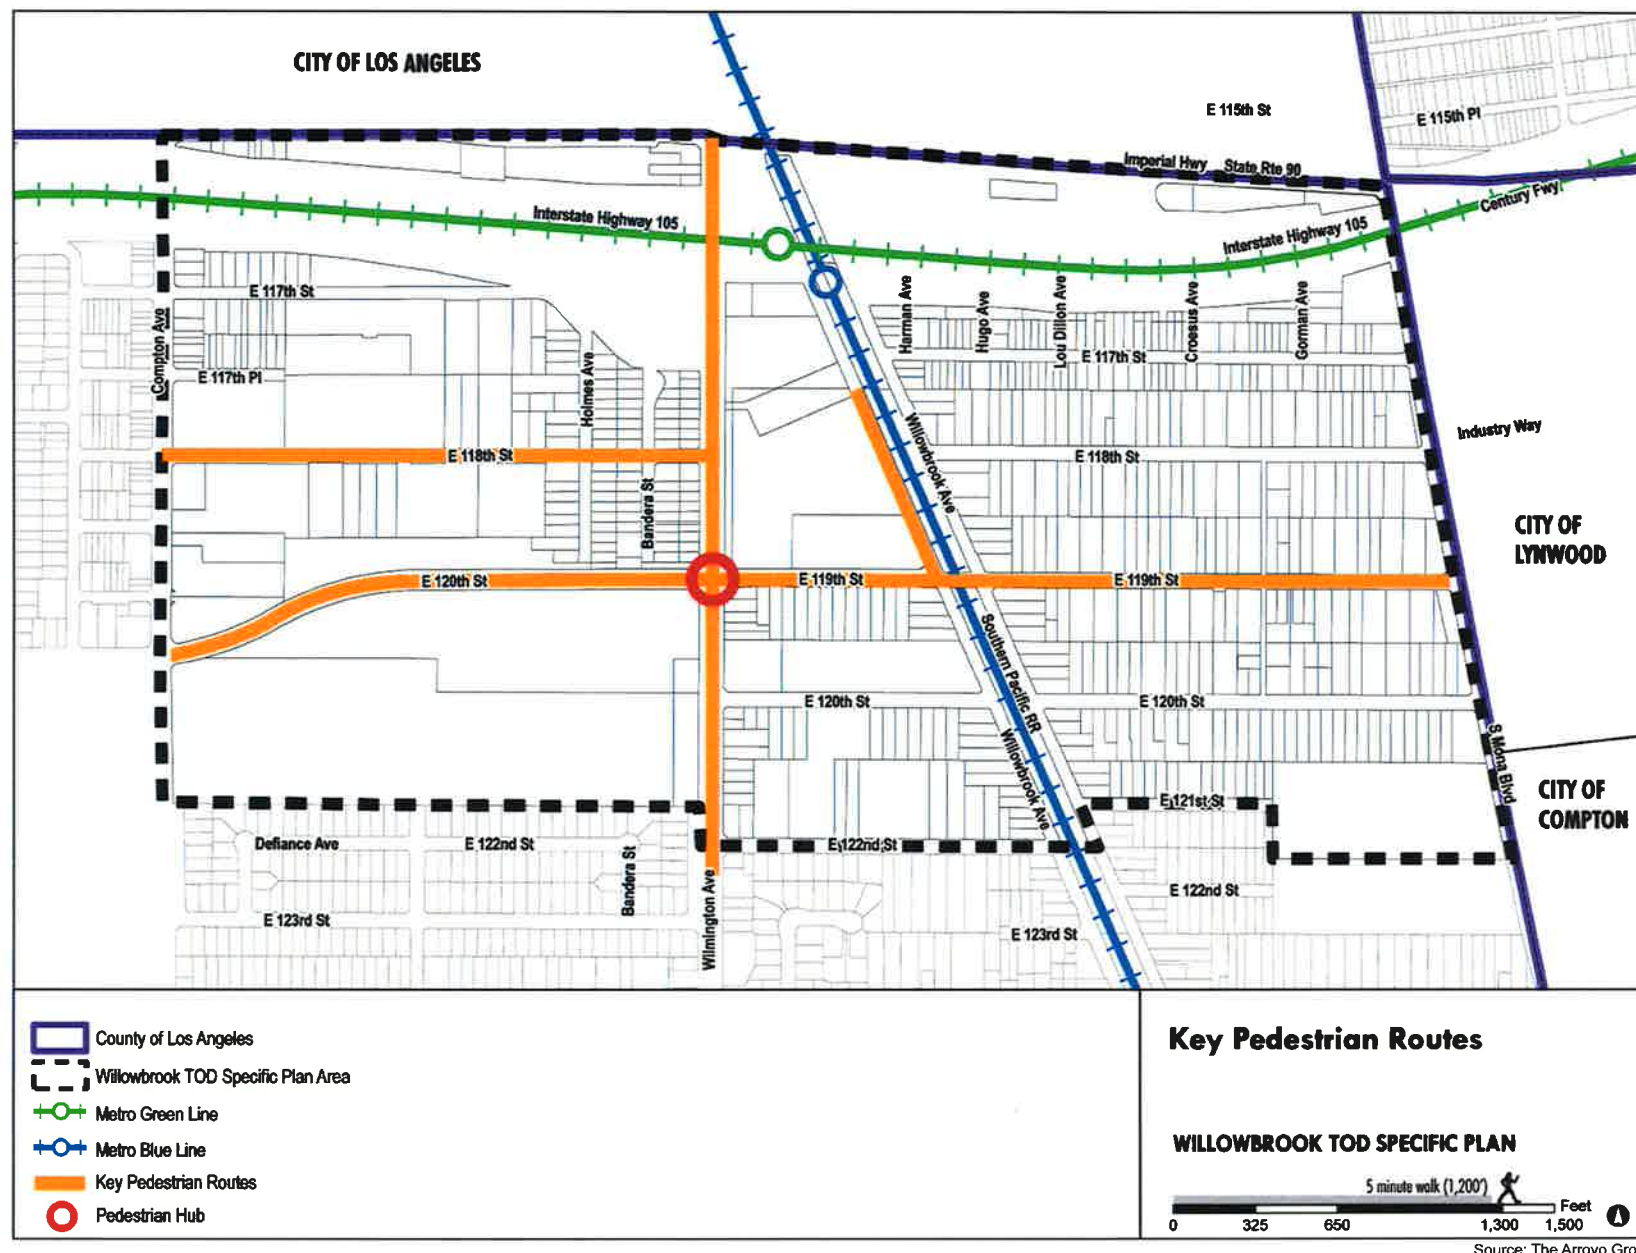 CITY OF LOS ANGELES
E 115th St
E 115th Pl
Imperial Hwy State Rte 90
Century Fwy
Interstate Highway 105
Interstate Highway 105
E 117th St
Compton Ave
E 117th Pl
Holmes Ave
Harman Ave
Hugo Ave
Lou Dillon Ave
Croesus Ave
Gorman Ave
E 117th St
Willowbrook Ave
Industry Way
E 118th St
E 118th St
Bandera St
CITY OF
LYNWOOD
E 120th St
E 119th St
E 119th St
Southern Pacific RR
E 120th St
E 120th St
Willowbrook Ave
S Mona Blvd
CITY OF
COMPTON
E 121st St
Defiance Ave
E 122nd St
E 122nd St
Bandera St
Wilmington Ave
E 122nd St
E 123rd St
E 123rd St
County of Los Angeles
Willowbrook TOD Specific Plan Area
Metro Green Line
Metro Blue Line
Key Pedestrian Routes
Pedestrian Hub
Key Pedestrian Routes
WILLOWBROOK TOD SPECIFIC PLAN
5 minute walk (1,200')
Feet
0 325 650 1,300 1,500
Source: The Arroyo Gro